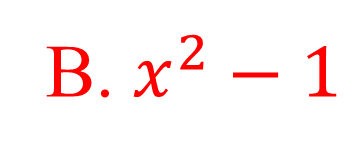 B. x² − 1